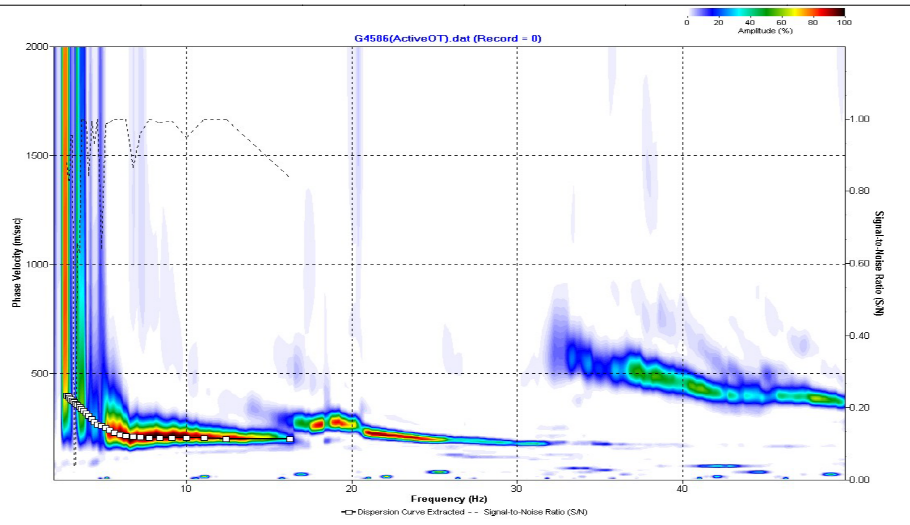 0 20 40 60 80 100
Amplitude (%)
G4586(ActiveOT).dat (Record = 0)
2000
1500
1000
500
Phase Velocity (m/sec)
1.00
0.80
0.60
0.40
0.20
0.00
Signal-to-Noise Ratio (S/N)
10 20 30 40
Frequency (Hz)
Dispersion Curve Extracted Signal-to-Noise Ratio (S/N)